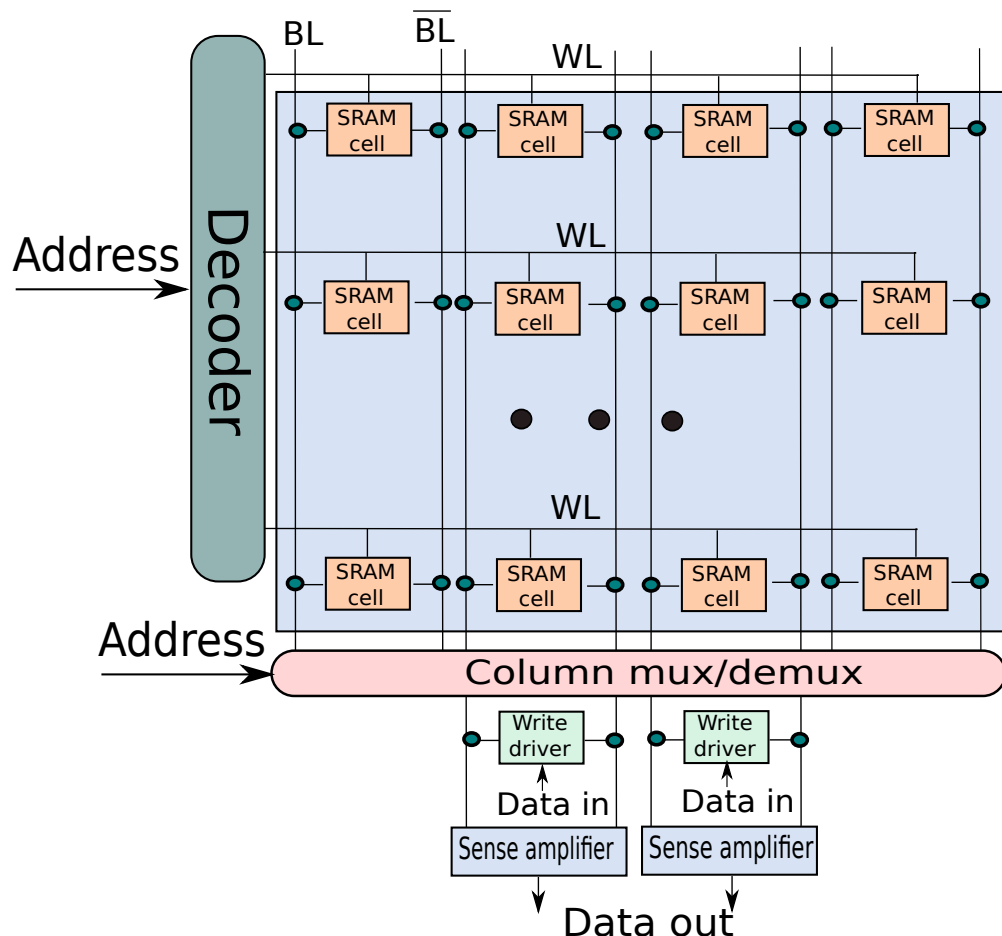 BL
B̅L̅
WL
SRAM
cell
SRAM
cell
SRAM
cell
SRAM
cell
Decoder
Address
WL
SRAM
cell
SRAM
cell
SRAM
cell
SRAM
cell
WL
SRAM
cell
SRAM
cell
SRAM
cell
SRAM
cell
Address
Column mux/demux
Write
driver
Write
driver
Data in
Data in
Sense amplifier
Sense amplifier
Data out